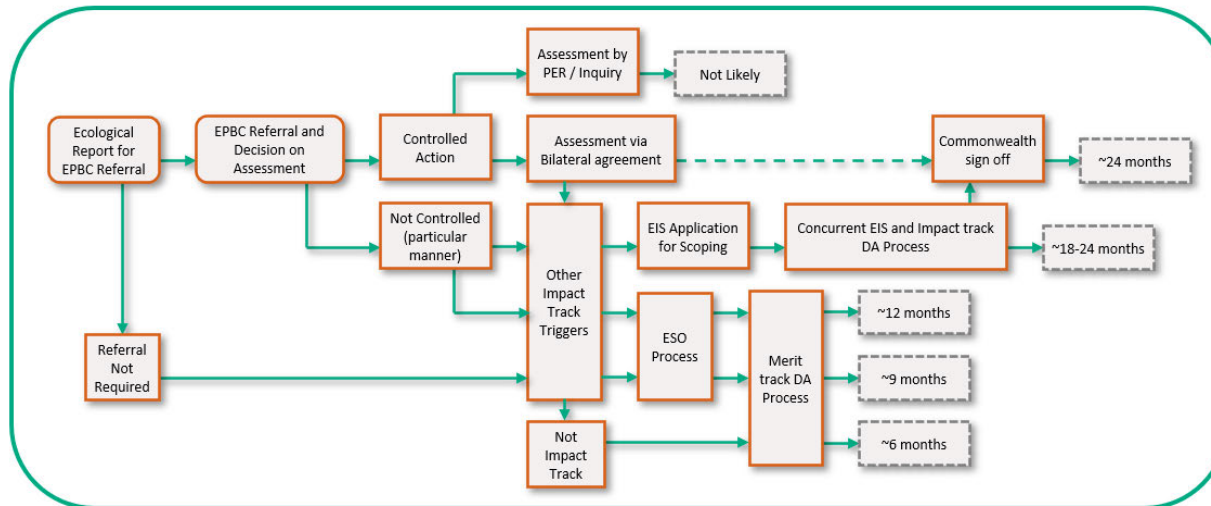 Assessment by
PER / Inquiry
Not Likely
Ecological
Report for
EPBC Referral
EPBC Referral and
Decision on
Assessment
Controlled
Action
Assessment via
Bilateral agreement
Commonwealth
sign off
~24 months
Not Controlled
(particular
manner)
Other
Impact
Track
Triggers
EIS Application
for Scoping
Concurrent EIS and Impact track
DA Process
~18-24 months
Referral
Not
Required
ESO
Process
Merit
track DA
Process
~12 months
~9 months
~6 months
Not
Impact
Track